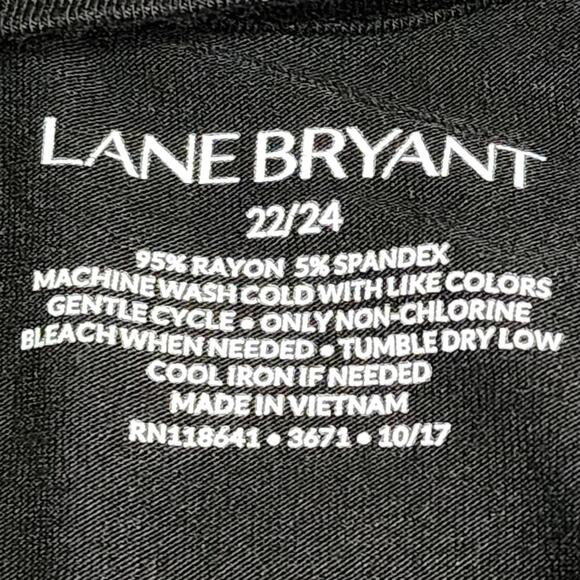 LANE BRYANT
22/24
95% RAYON 5% SPANDEX
MACHINE WASH COLD WITH LIKE COLORS
GENTLE CYCLE • ONLY NON-CHLORINE
BLEACH WHEN NEEDED • TUMBLE DRY LOW
COOL IRON IF NEEDED
MADE IN VIETNAM
RN118641 • 3671 • 10/17